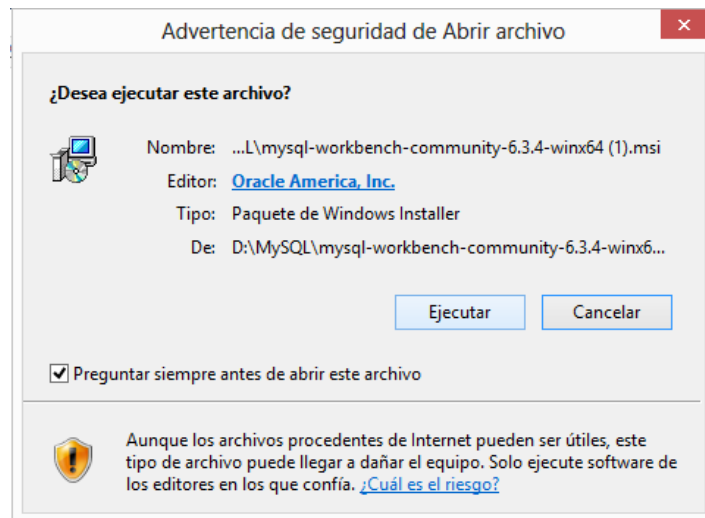 Advertencia de seguridad de Abrir archivo
¿Desea ejecutar este archivo?
Nombre: ...L\mysql-workbench-community-6.3.4-winx64 (1).msi
Editor: Oracle America, Inc.
Tipo: Paquete de Windows Installer
De: D:\MySQL\mysql-workbench-community-6.3.4-winx6...
Ejecutar Cancelar
Preguntar siempre antes de abrir este archivo
Aunque los archivos procedentes de Internet pueden ser útiles, este
tipo de archivo puede llegar a dañar el equipo. Solo ejecute software de
los editores en los que confía. ¿Cuál es el riesgo?